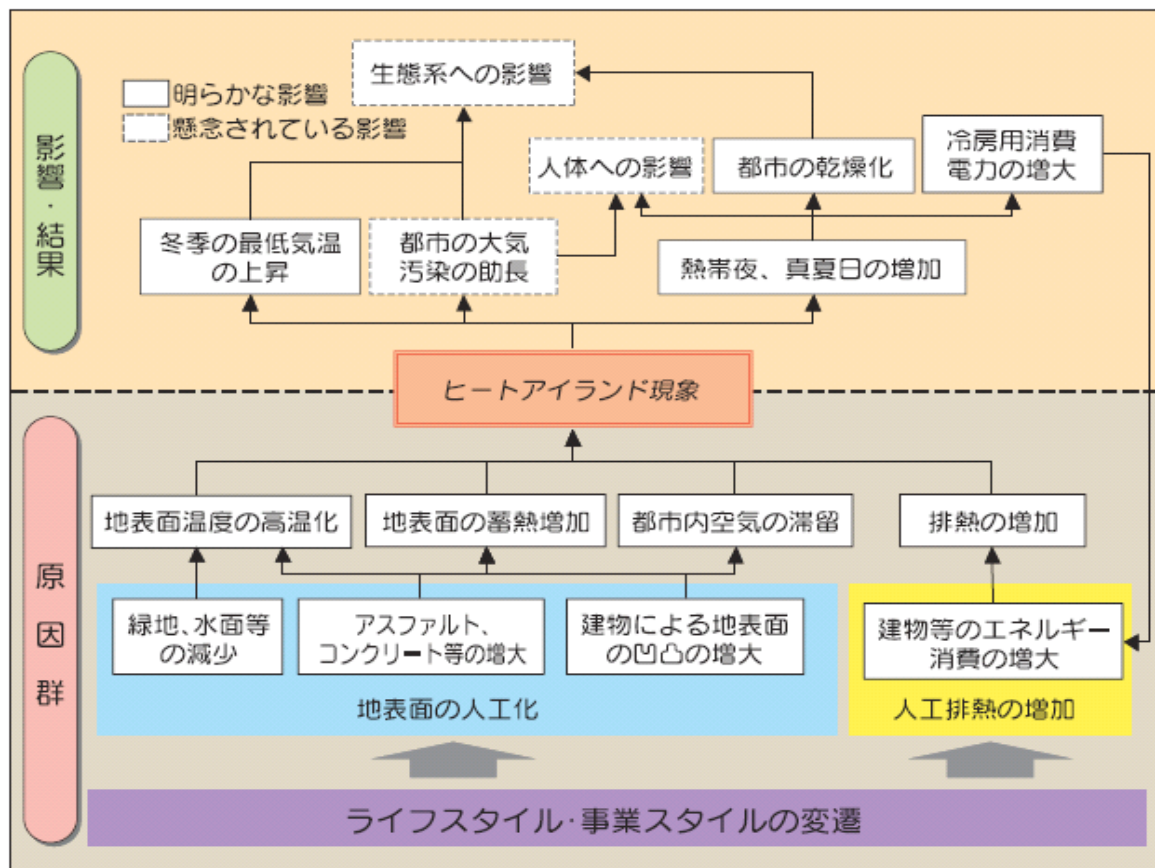 影響・結果
明らかな影響
懸念されている影響
生態系への影響
人体への影響
都市の乾燥化
冷房用消費
電力の増大
冬季の最低気温
の上昇
都市の大気
汚染の助長
熱帯夜、真夏日の増加
ヒートアイランド現象
原因群
地表面温度の高温化
地表面の蓄熱増加
都市内空気の滞留
排熱の増加
緑地、水面等
の減少
アスファルト、
コンクリート等の増大
建物による地表面
の凹凸の増大
建物等のエネルギー
消費の増大
地表面の人工化
人工排熱の増加
ライフスタイル・事業スタイルの変遷